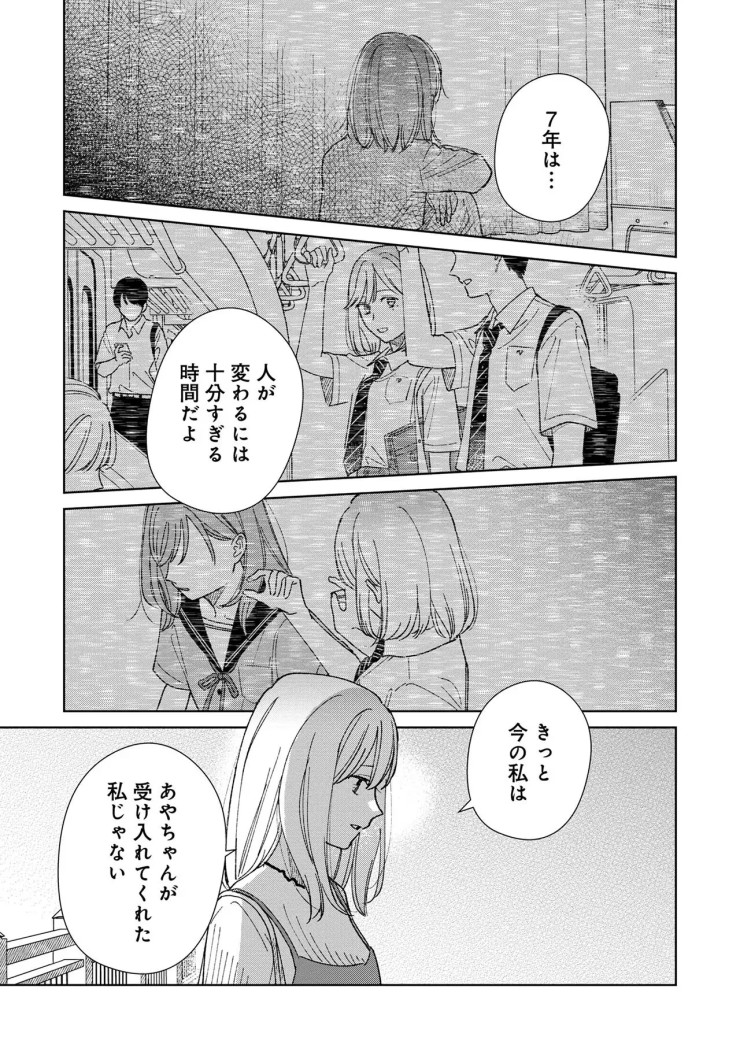 7年は…
人が
変わるには
十分すぎる
時間だよ
きっと
今の私は
あやちゃんが
受け入れてくれた
私じゃない